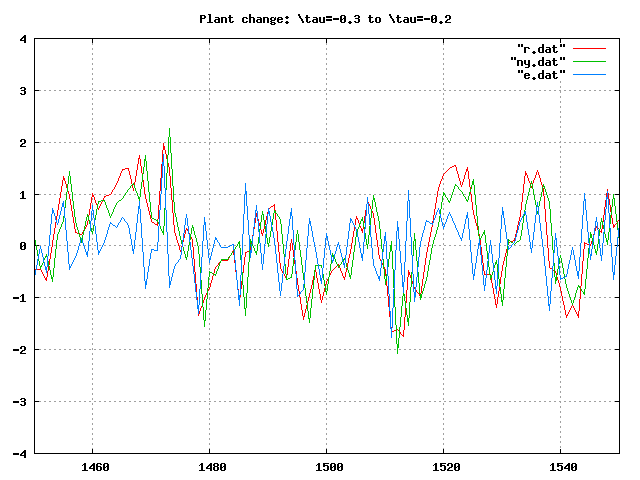 Plant change: \tau=-0.3 to \tau=-0.2
4
"r.dat"
"ny.dat"
"e.dat"
3
2
1
0
-1
-2
-3
-4
1460 1480 1500 1520 1540